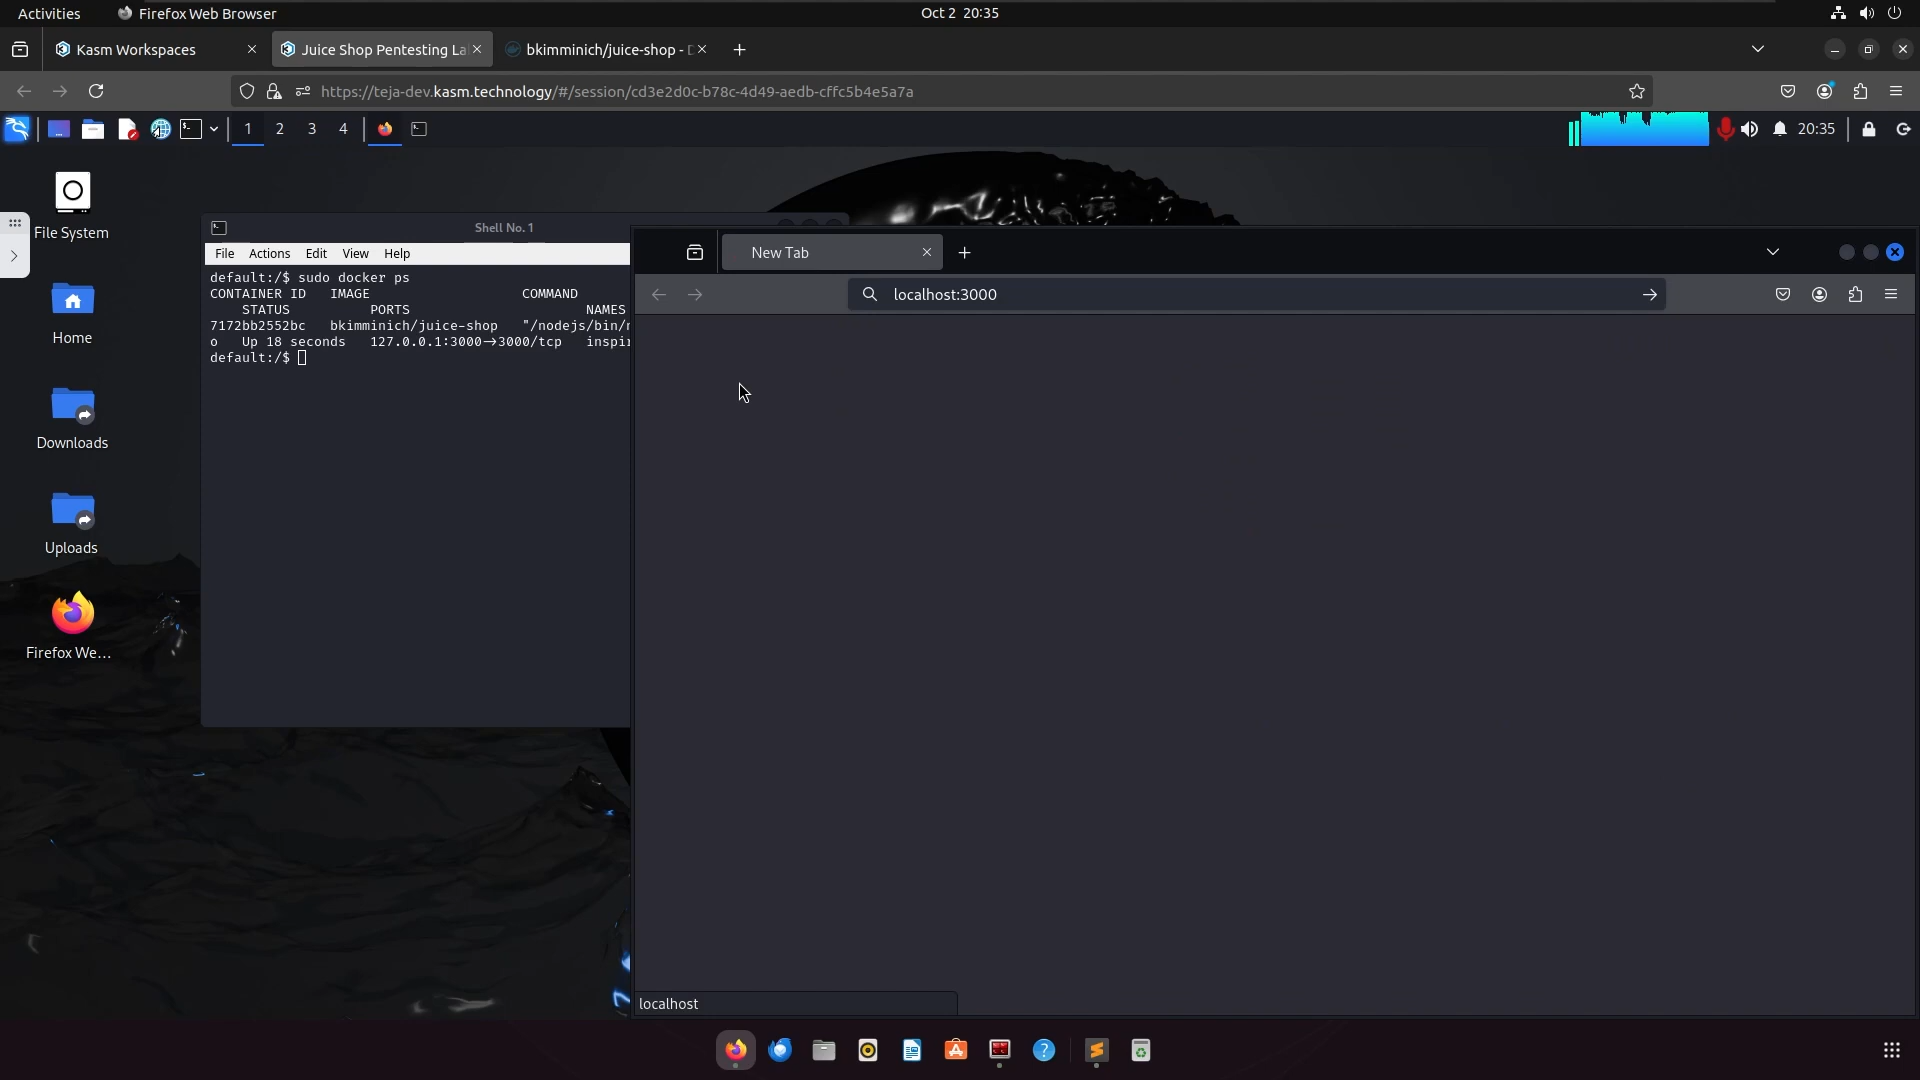 Activities
Firefox Web Browser
Oct 2 20:35
Kasm Workspaces
Juice Shop Pentesting La
bkimminich/juice-shop - D
https://teja-dev.kasm.technology/#/session/cd3e2d0c-b78c-4d49-aedb-cffc5b4e5a7a
1
2
3
4
20:35
File System
Home
Downloads
Uploads
Firefox We...
Shell No. 1
File Actions Edit View Help
default:/$ sudo docker ps
CONTAINER ID IMAGE COMMAND
STATUS PORTS NAMES
7172bb2552bc bkimminich/juice-shop "/nodejs/bin/n
o Up 18 seconds 127.0.0.1:3000→3000/tcp inspir
default:/$
New Tab
localhost:3000
localhost